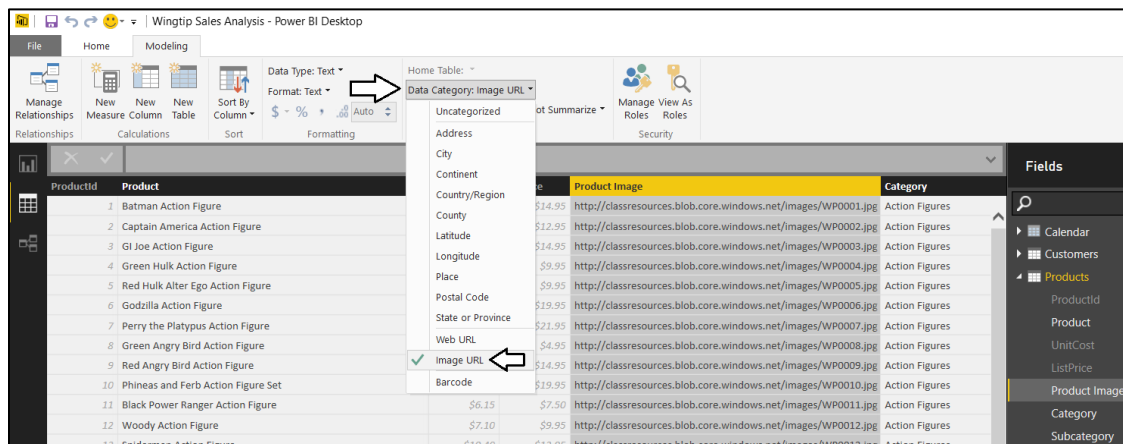 Wingtip Sales Analysis - Power BI Desktop
File Home Modeling
Manage Relationships
New Measure
New Column
New Table
Sort By Column
Data Type: Text
Format: Text
$ % , .00 Auto
Home Table:
Data Category: Image URL
ot Summarize
Manage Roles
View As Roles
Relationships Calculations Sort Formatting Security
Uncategorized
Address
City
Continent
Country/Region
County
Latitude
Longitude
Place
Postal Code
State or Province
Web URL
Image URL
Barcode
ProductId Product Product Image Category
1 Batman Action Figure $14.95 http://classresources.blob.core.windows.net/images/WP0001.jpg Action Figures
2 Captain America Action Figure $12.95 http://classresources.blob.core.windows.net/images/WP0002.jpg Action Figures
3 GI Joe Action Figure $14.95 http://classresources.blob.core.windows.net/images/WP0003.jpg Action Figures
4 Green Hulk Action Figure $9.95 http://classresources.blob.core.windows.net/images/WP0004.jpg Action Figures
5 Red Hulk Alter Ego Action Figure $9.95 http://classresources.blob.core.windows.net/images/WP0005.jpg Action Figures
6 Godzilla Action Figure $19.95 http://classresources.blob.core.windows.net/images/WP0006.jpg Action Figures
7 Perry the Platypus Action Figure $21.95 http://classresources.blob.core.windows.net/images/WP0007.jpg Action Figures
8 Green Angry Bird Action Figure $4.95 http://classresources.blob.core.windows.net/images/WP0008.jpg Action Figures
9 Red Angry Bird Action Figure $14.95 http://classresources.blob.core.windows.net/images/WP0009.jpg Action Figures
10 Phineas and Ferb Action Figure Set $19.95 http://classresources.blob.core.windows.net/images/WP0010.jpg Action Figures
11 Black Power Ranger Action Figure $6.15 $7.50 http://classresources.blob.core.windows.net/images/WP0011.jpg Action Figures
12 Woody Action Figure $7.10 $9.95 http://classresources.blob.core.windows.net/images/WP0012.jpg Action Figures
Fields
Calendar
Customers
Products
ProductId
Product
UnitCost
ListPrice
Product Image
Category
Subcategory